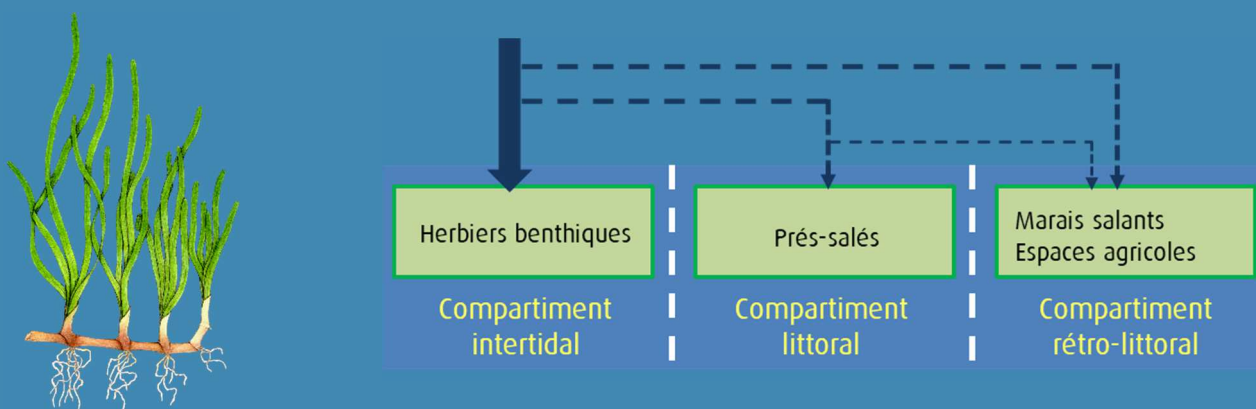 Herbiers benthiques
Prés-salés
Marais salants
Espaces agricoles
Compartiment
intertidal
Compartiment
littoral
Compartiment
rétro-littoral